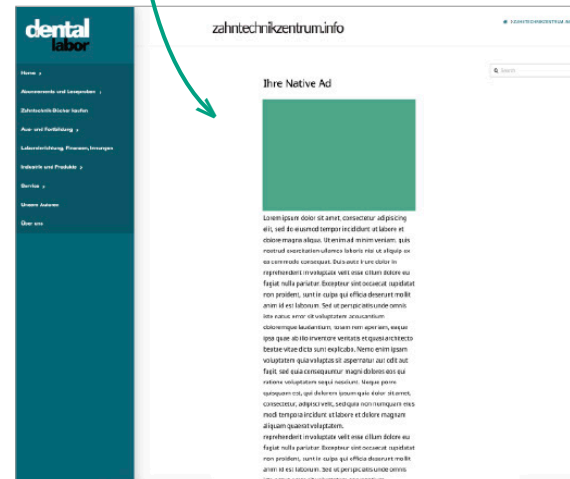 dental
labor
zahntechnikzentrum.info
Home
Abonnements und Leseproben
Zahntechnik-Bücher kaufen
Aus- und Fortbildung
Laboreinrichtung, Finanzen, Innungen
Industrie und Produkte
Service
Unsere Autoren
Über uns
Search
Ihre Native Ad
Lorem ipsum dolor sit amet, consectetur adipiscing
elit, sed do eiusmod tempor incididunt ut labore et
dolore magna aliqua. Ut enim ad minim veniam, quis
nostrud exercitation ullamco laboris nisi ut aliquip ex
ea commodo consequat. Duis aute irure dolor in
reprehenderit in voluptate velit esse cillum dolore eu
fugiat nulla pariatur. Excepteur sint occaecat cupidatat
non proident, sunt in culpa qui officia deserunt mollit
anim id est laborum. Sed ut perspiciatis unde omnis
iste natus error sit voluptatem accusantium
doloremque laudantium, totam rem aperiam, eaque
ipsa quae ab illo inventore veritatis et quasi architecto
beatae vitae dicta sunt explicabo. Nemo enim ipsam
voluptatem quia voluptas sit aspernatur aut odit aut
fugit, sed quia consequuntur magni dolores eos qui
ratione voluptatem sequi nesciunt. Neque porro
quisquam est, qui dolorem ipsum quia dolor sit amet,
consectetur, adipisci velit, sed quia non numquam eius
modi tempora incidunt ut labore et dolore magnam
aliquam quaerat voluptatem.
reprehenderit in voluptate velit esse cillum dolore eu
fugiat nulla pariatur. Excepteur sint occaecat cupidatat
non proident, sunt in culpa qui officia deserunt mollit
anim id est laborum. Sed ut perspiciatis unde omnis